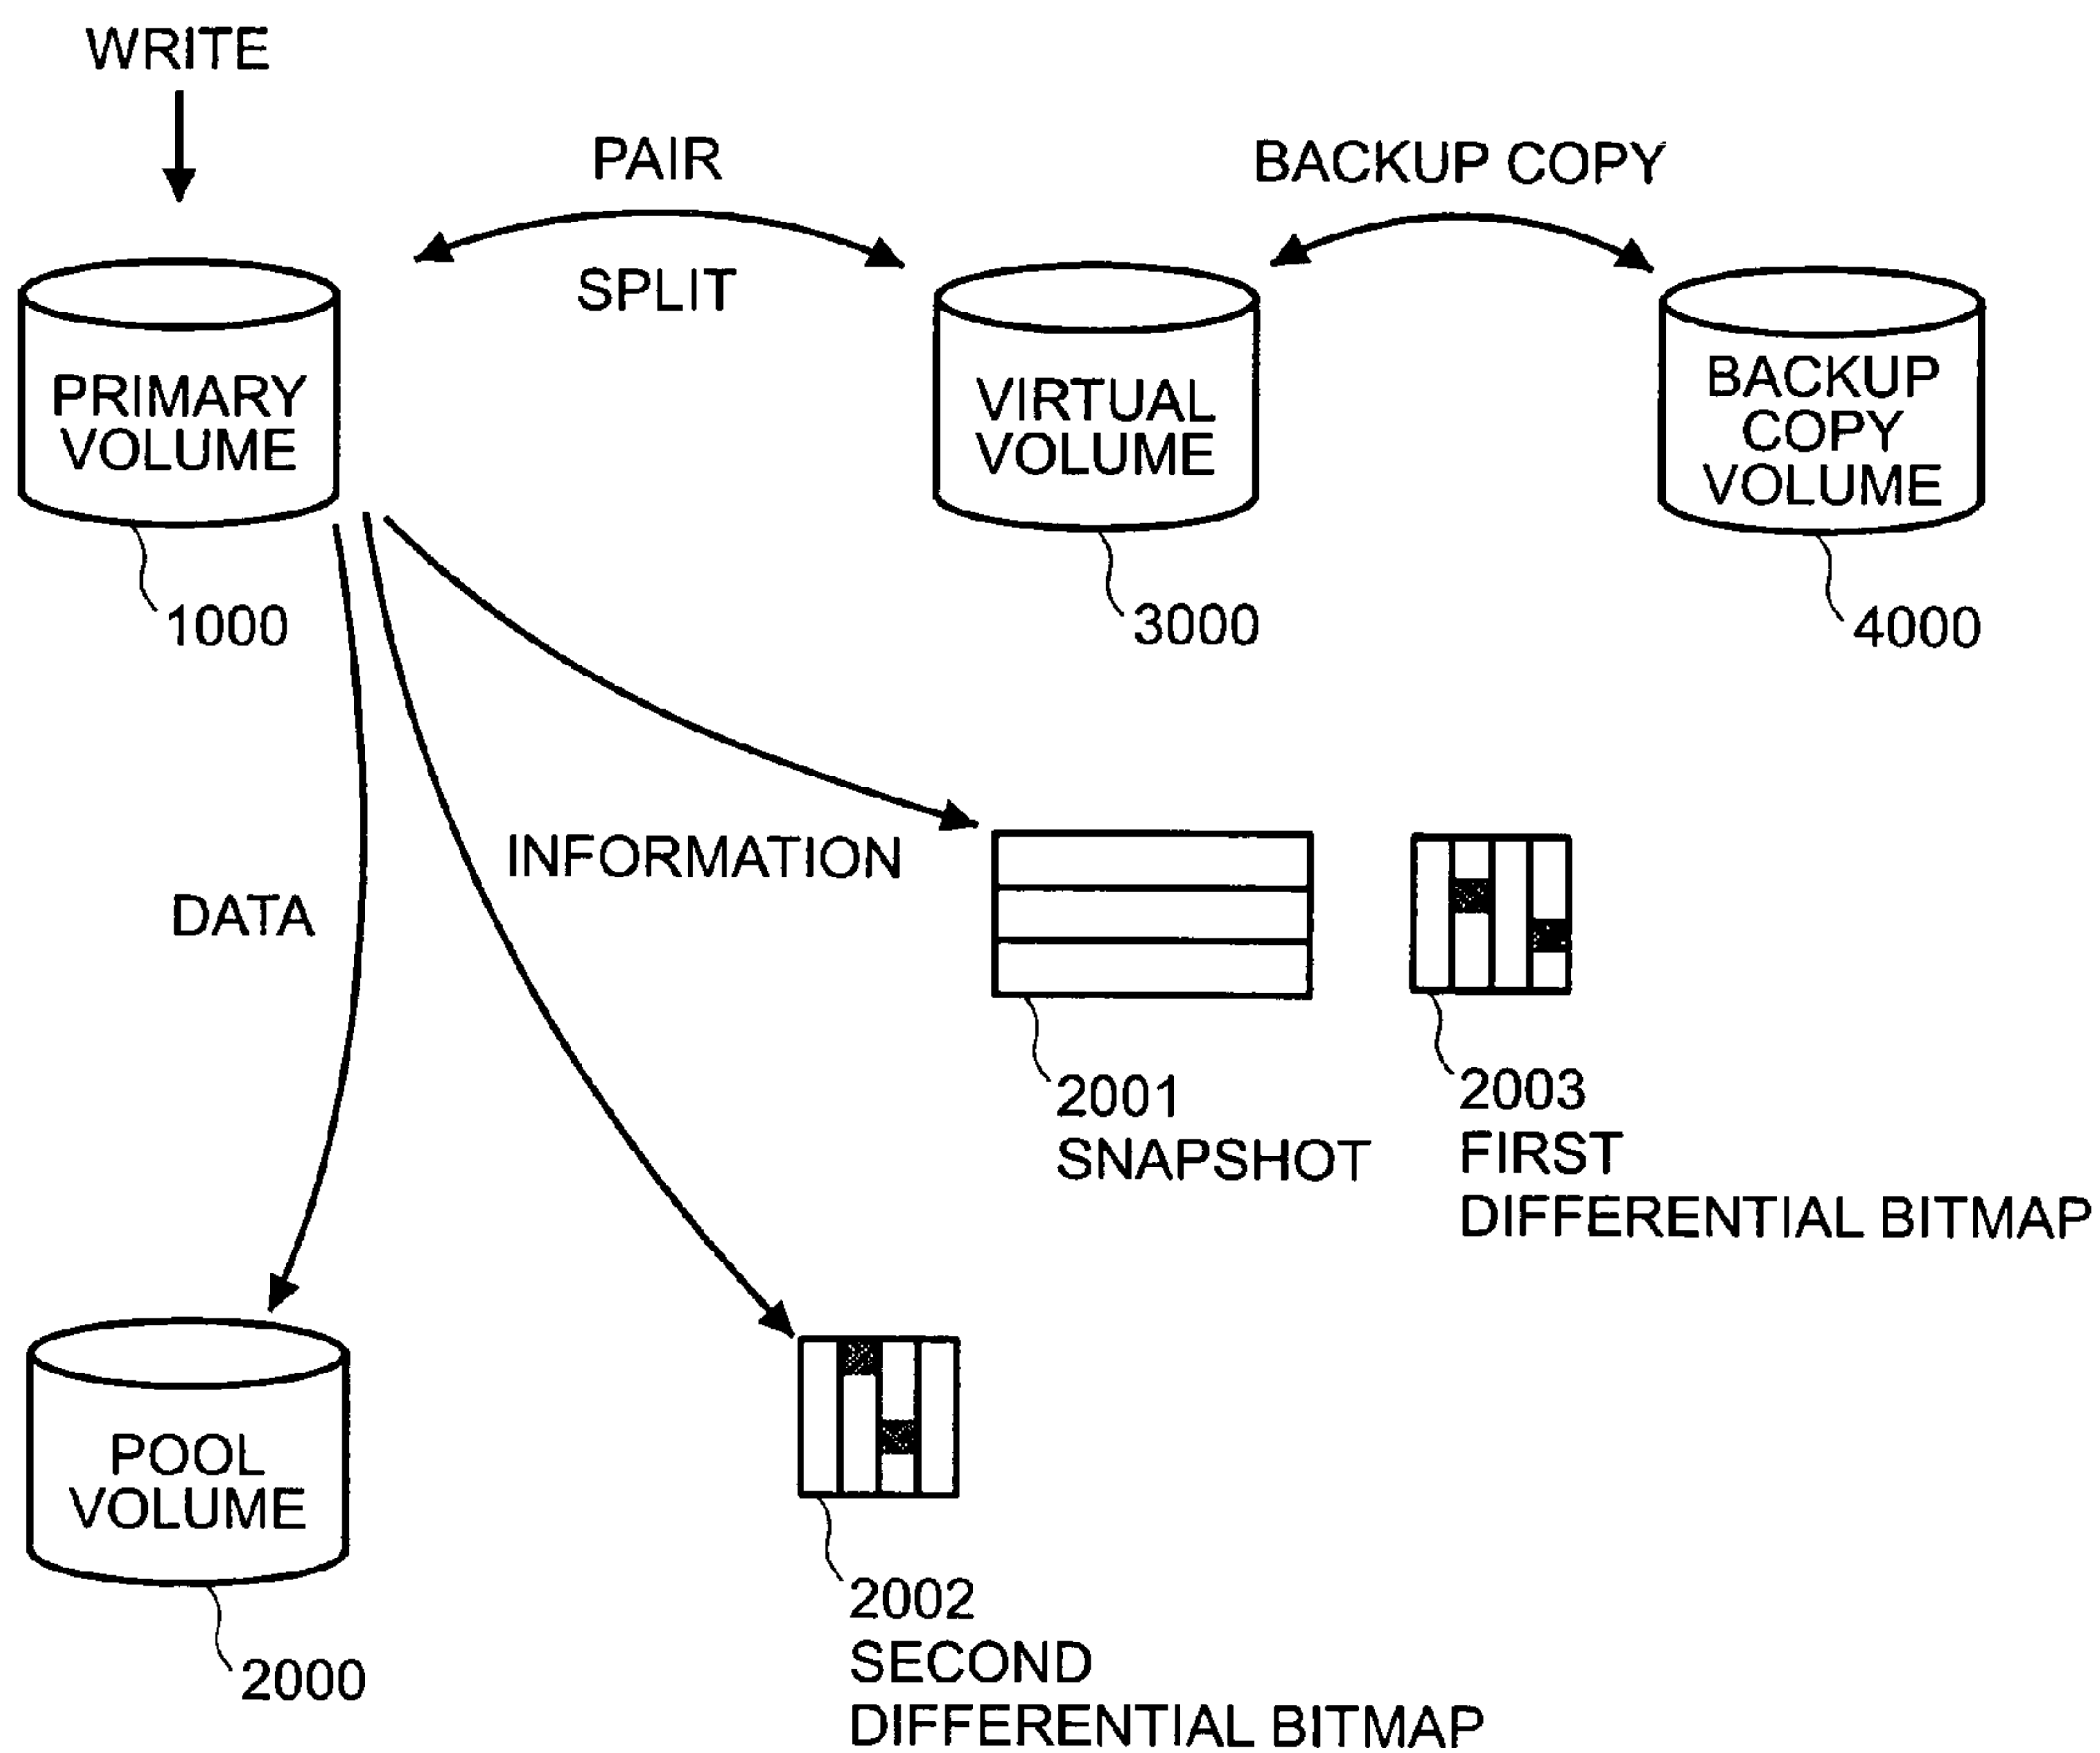 WRITE
PAIR
SPLIT
BACKUP COPY
PRIMARY
VOLUME
VIRTUAL
VOLUME
BACKUP
COPY
VOLUME
1000
3000
4000
INFORMATION
DATA
2001
SNAPSHOT
2003
FIRST
DIFFERENTIAL BITMAP
POOL
VOLUME
2000
2002
SECOND
DIFFERENTIAL BITMAP